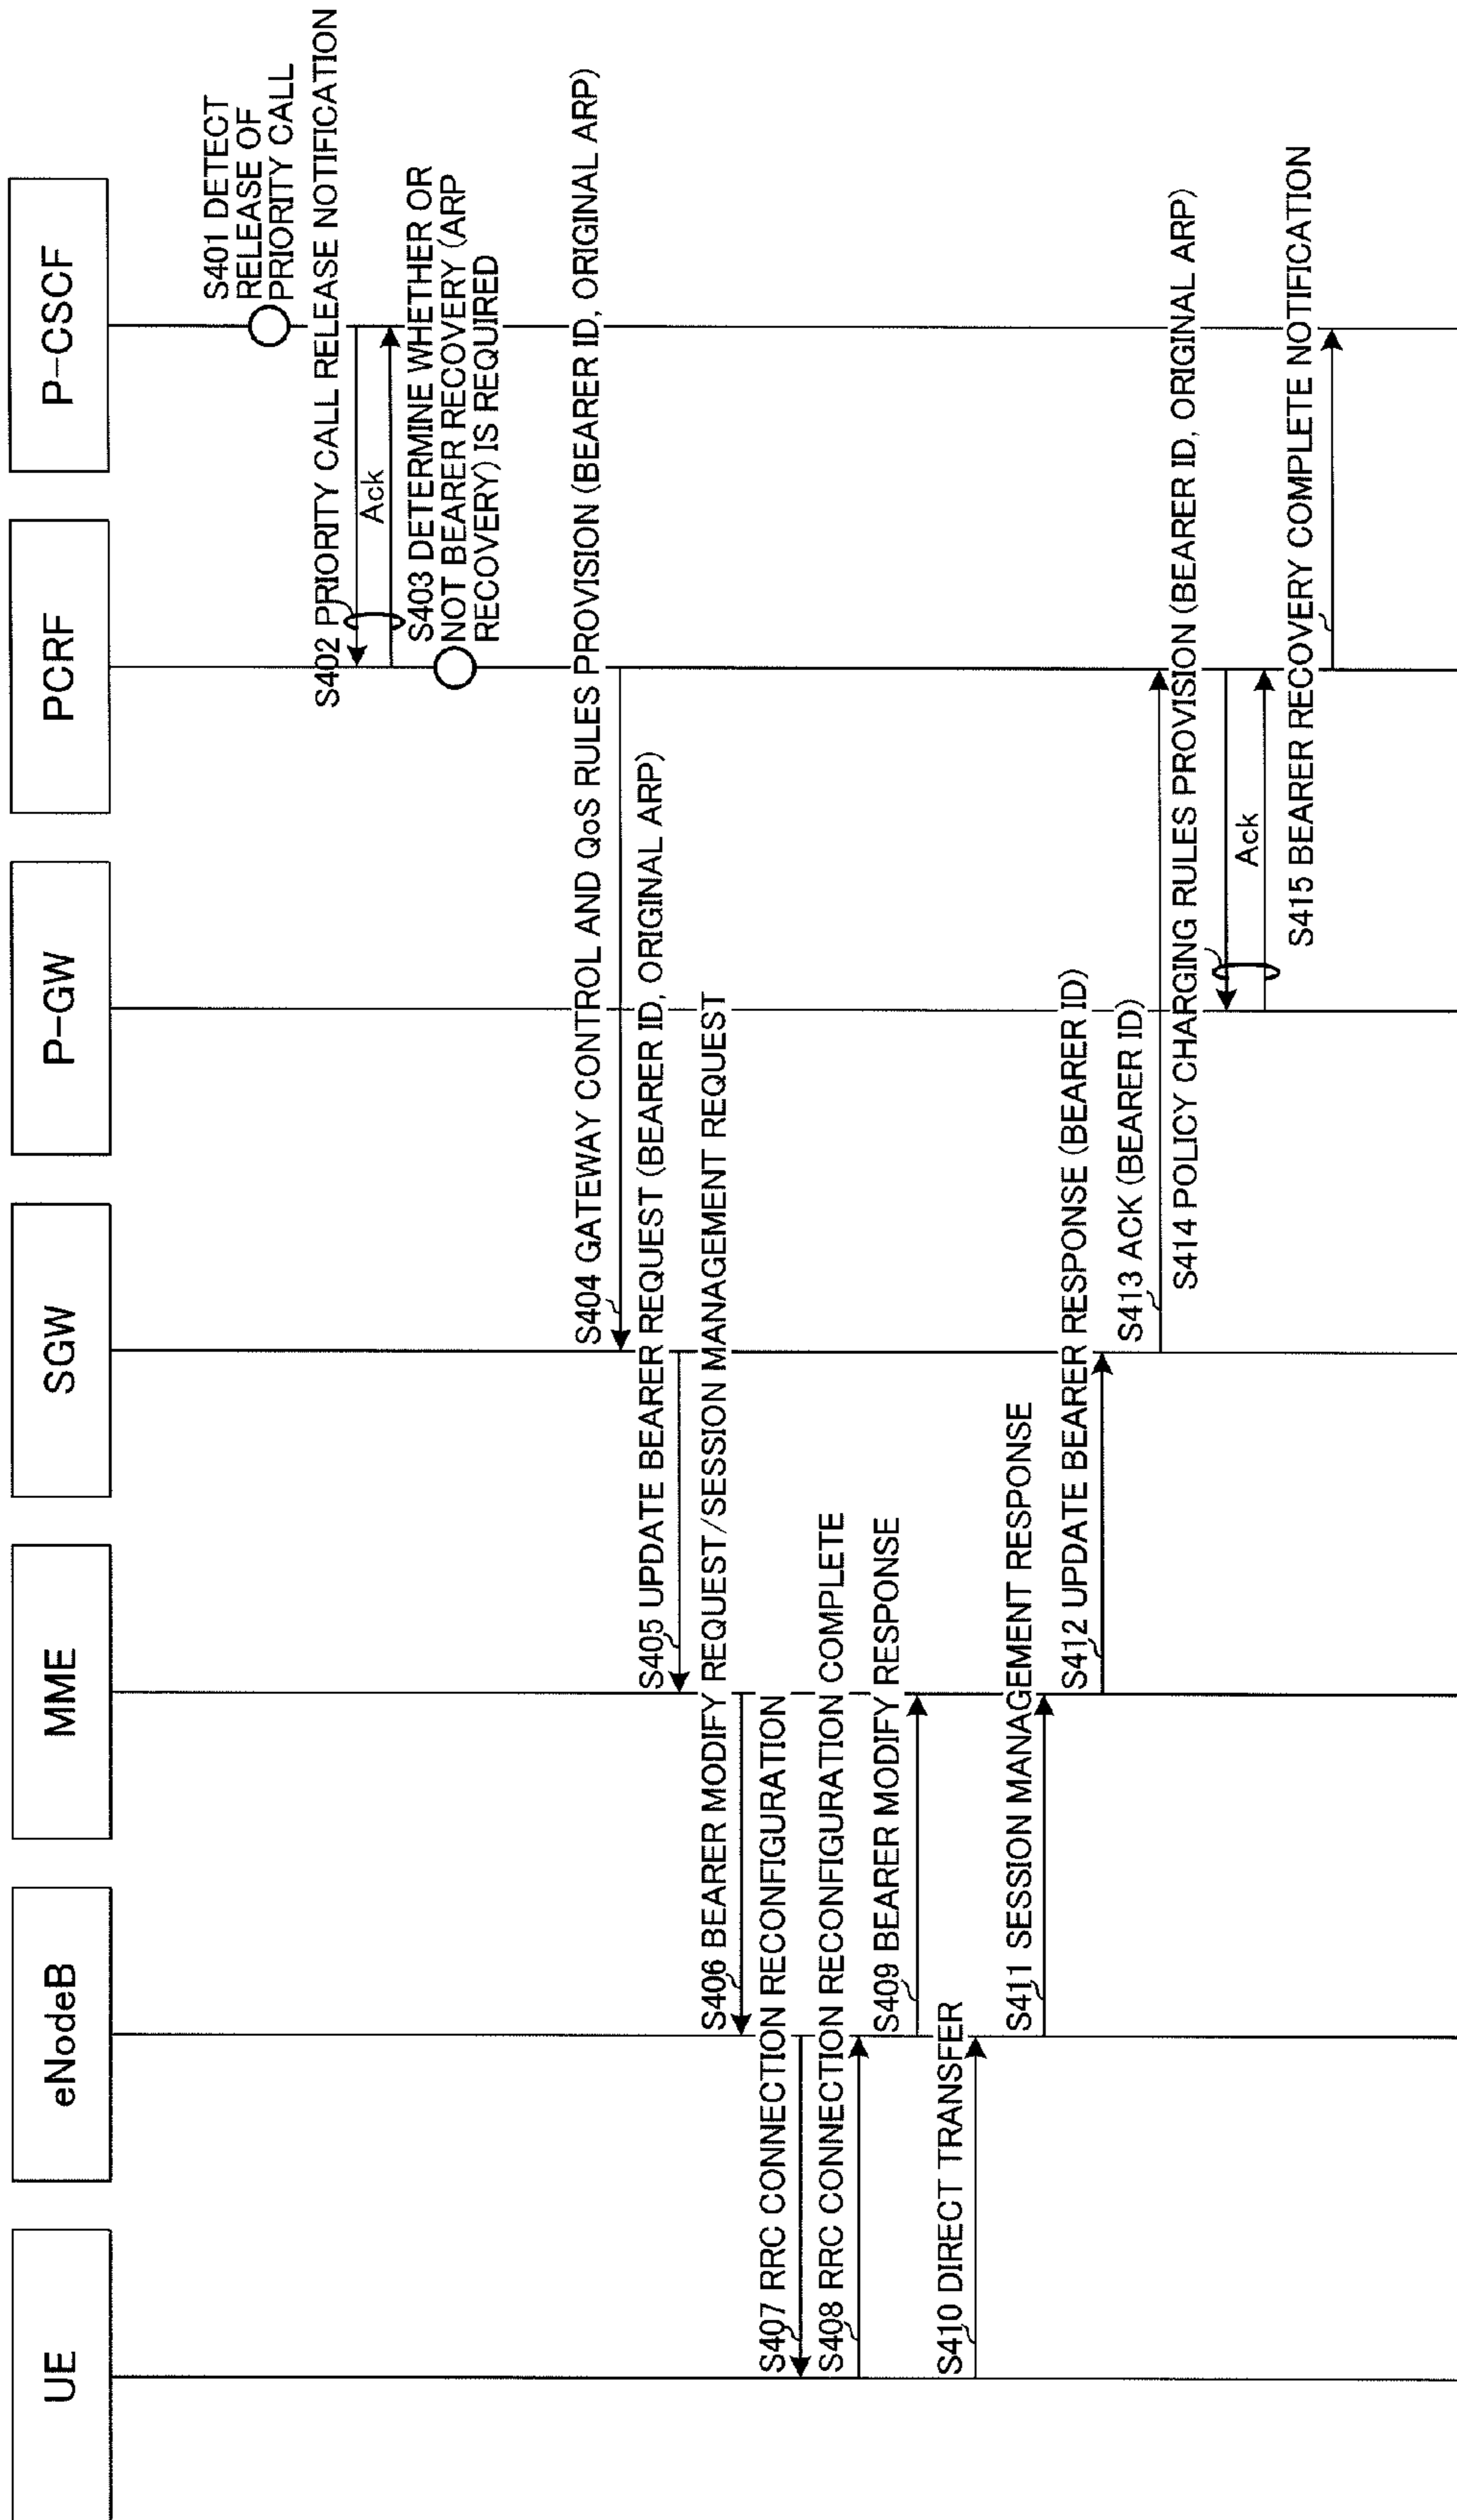 UE
eNodeB
MME
SGW
P-GW
PCRF
P-CSCF
S401 DETECT
RELEASE OF
PRIORITY CALL
S402 PRIORITY CALL RELEASE NOTIFICATION
Ack
S403 DETERMINE WHETHER OR
NOT BEARER RECOVERY (ARP
RECOVERY) IS REQUIRED
S404 GATEWAY CONTROL AND QoS RULES PROVISION (BEARER ID, ORIGINAL ARP)
S405 UPDATE BEARER REQUEST (BEARER ID, ORIGINAL ARP)
S406 BEARER MODIFY REQUEST/SESSION MANAGEMENT REQUEST
S407 RRC CONNECTION RECONFIGURATION
S408 RRC CONNECTION RECONFIGURATION COMPLETE
S409 BEARER MODIFY RESPONSE
S410 DIRECT TRANSFER
S411 SESSION MANAGEMENT RESPONSE
S412 UPDATE BEARER RESPONSE (BEARER ID)
S413 ACK (BEARER ID)
S414 POLICY CHARGING RULES PROVISION (BEARER ID, ORIGINAL ARP)
Ack
S415 BEARER RECOVERY COMPLETE NOTIFICATION